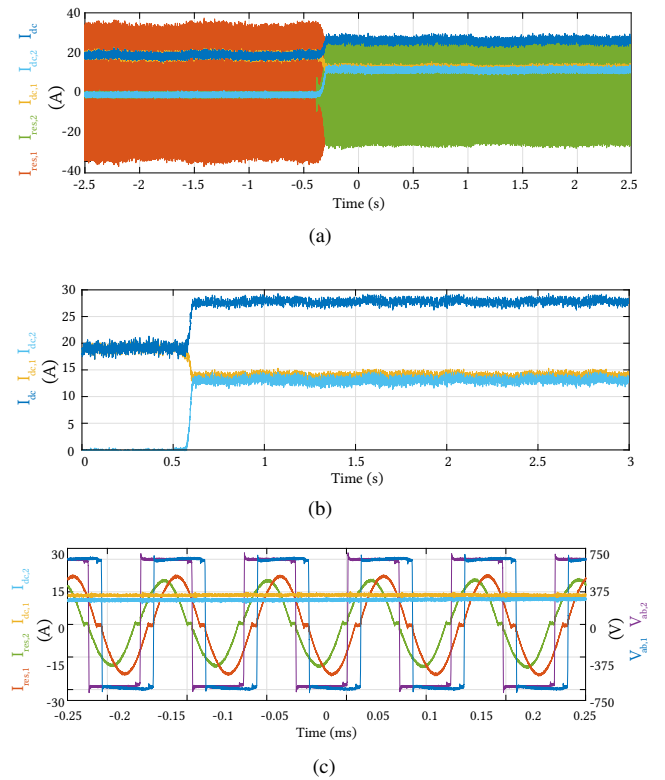 I_dc I_dc,2 I_dc,1 I_res,2 I_res,1
(A)
40
20
0
-20
-40
-2.5 -2 -1.5 -1 -0.5 0 0.5 1 1.5 2 2.5
Time (s)
(a)
I_dc,2 I_dc,1 I_dc
(A)
30
25
20
15
10
5
0
0 0.5 1 1.5 2 2.5 3
Time (s)
(b)
I_dc,2 I_dc,1 I_res,2 I_res,1
(A)
30
15
0
-15
-30
750
375
0
-375
-750
(V)
V_ab,2 V_ab,1
-0.25 -0.2 -0.1 -0.1 -0.05 0 0.05 0.1 0.15 0.2 0.25
Time (ms)
(c)